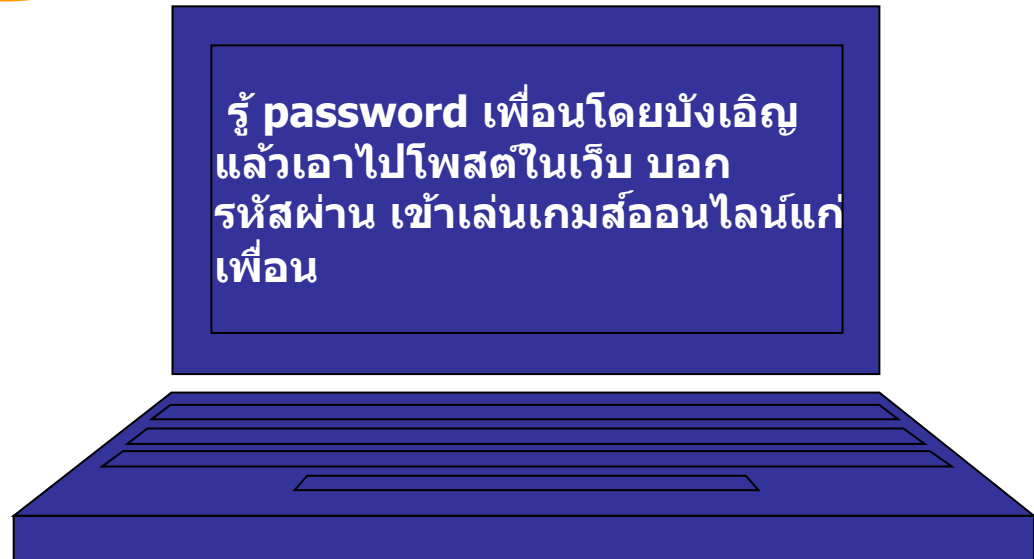 รู้ password เพื่อนโดยบังเอิญ
แล้วเอาไปโพสต์ในเว็บ บอก
รหัสผ่าน เข้าเล่นเกมส์ออนไลน์แก่
เพื่อน